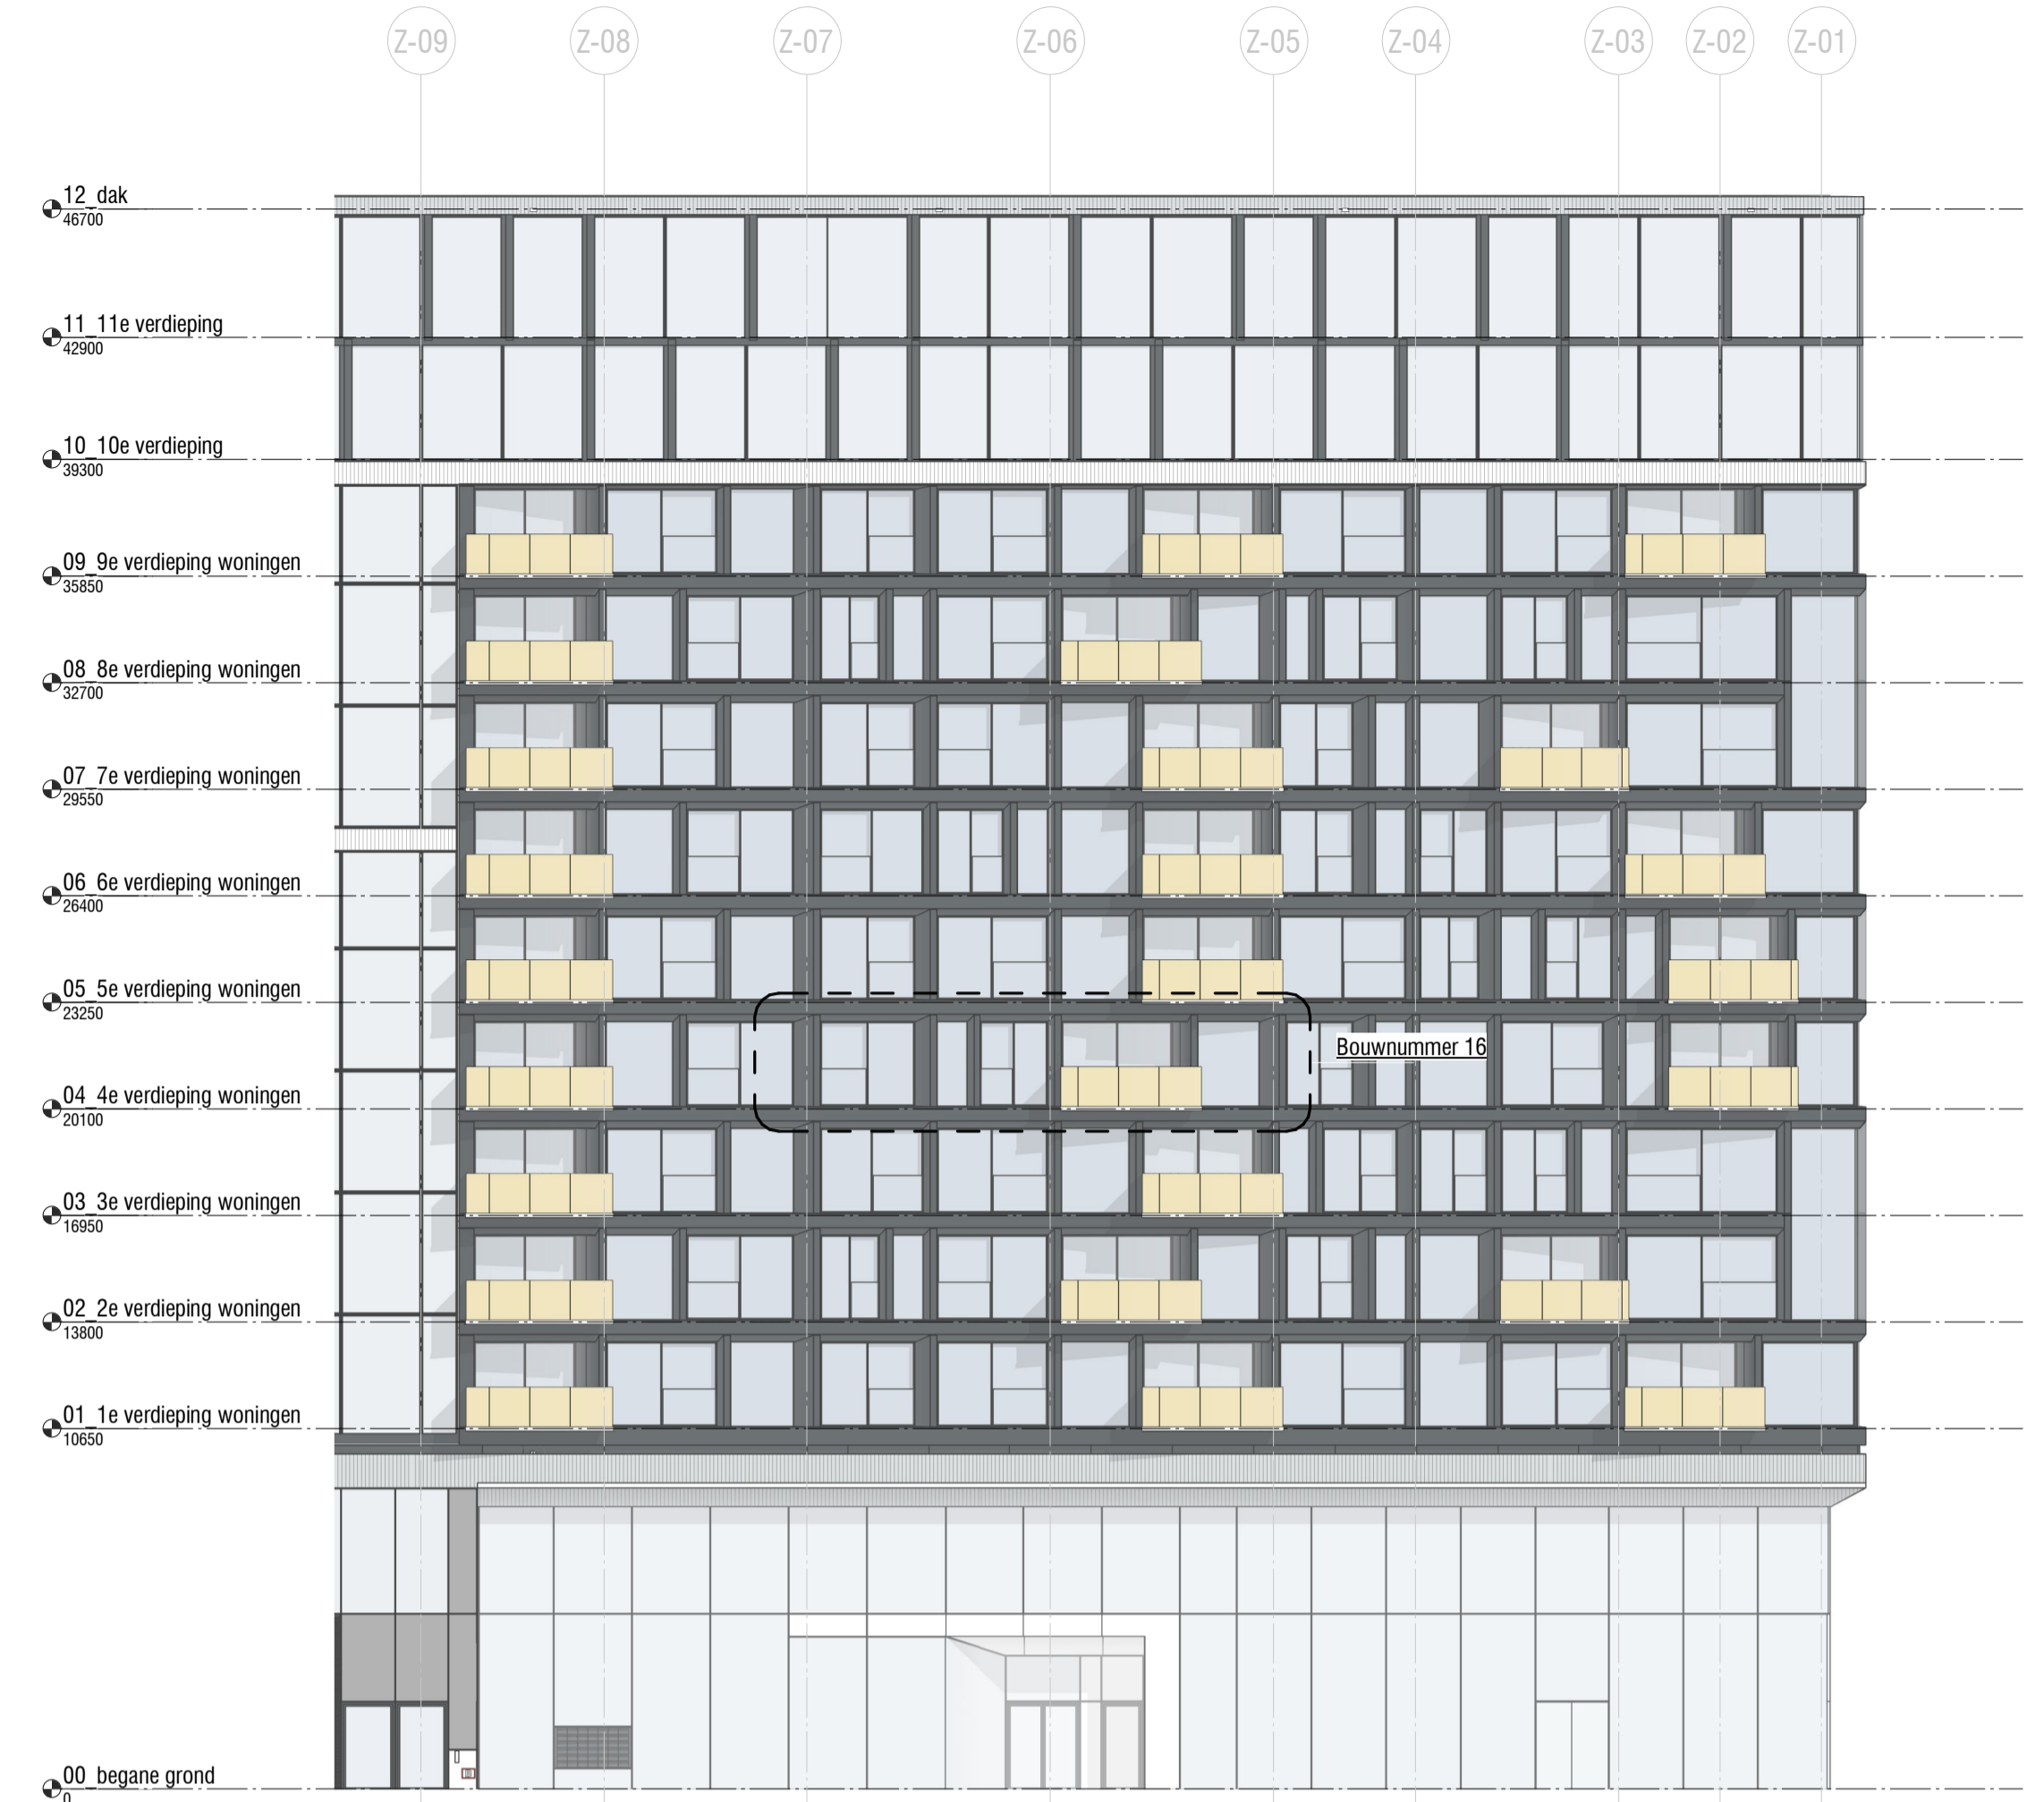 Z-09 Z-08 Z-07 Z-06 Z-05 Z-04 Z-03 Z-02 Z-01
12_dak
46700
11_11e verdieping
42900
10_10e verdieping
39300
09_9e verdieping woningen
35850
08_8e verdieping woningen
32700
07_7e verdieping woningen
29550
06_6e verdieping woningen
26400
05_5e verdieping woningen
23250
Bouwnummer 16
04_4e verdieping woningen
20100
03_3e verdieping woningen
16950
02_2e verdieping woningen
13800
01_1e verdieping woningen
10650
00_begane grond
0